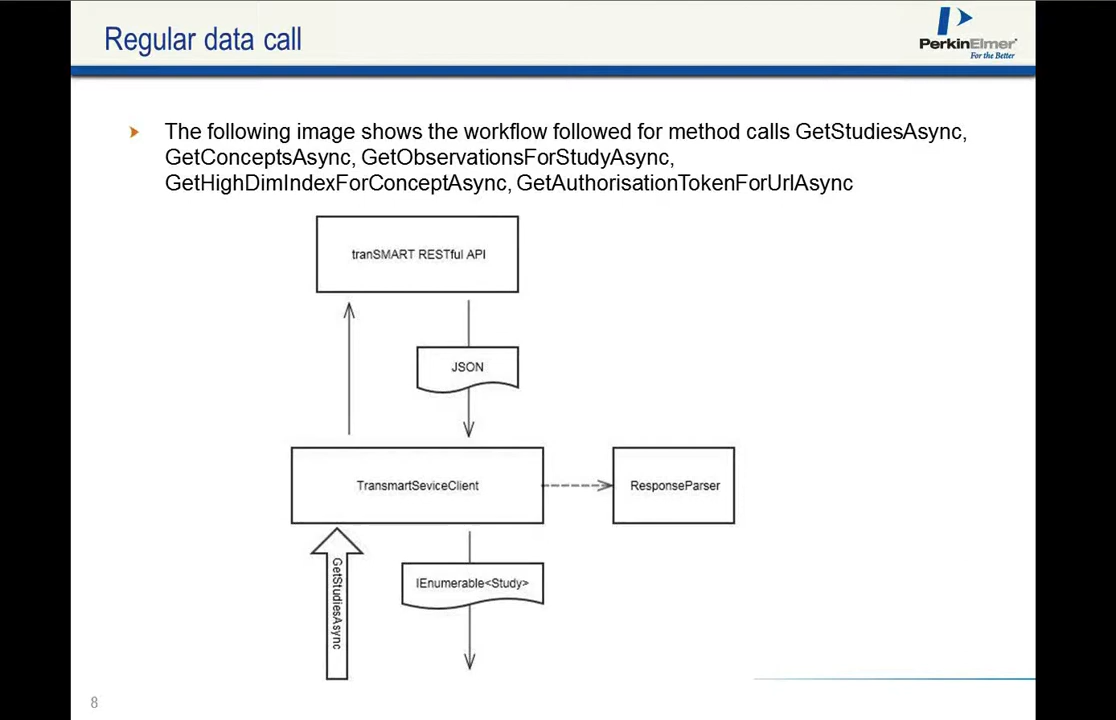 Regular data call
PerkinElmer
For the Better
The following image shows the workflow followed for method calls GetStudiesAsync,
GetConceptsAsync, GetObservationsForStudyAsync,
GetHighDimIndexForConceptAsync, GetAuthorisationTokenForUrlAsync
tranSMART RESTful API
JSON
TransmartSeviceClient
ResponseParser
GetStudiesAsync
IEnumerable<Study>
8